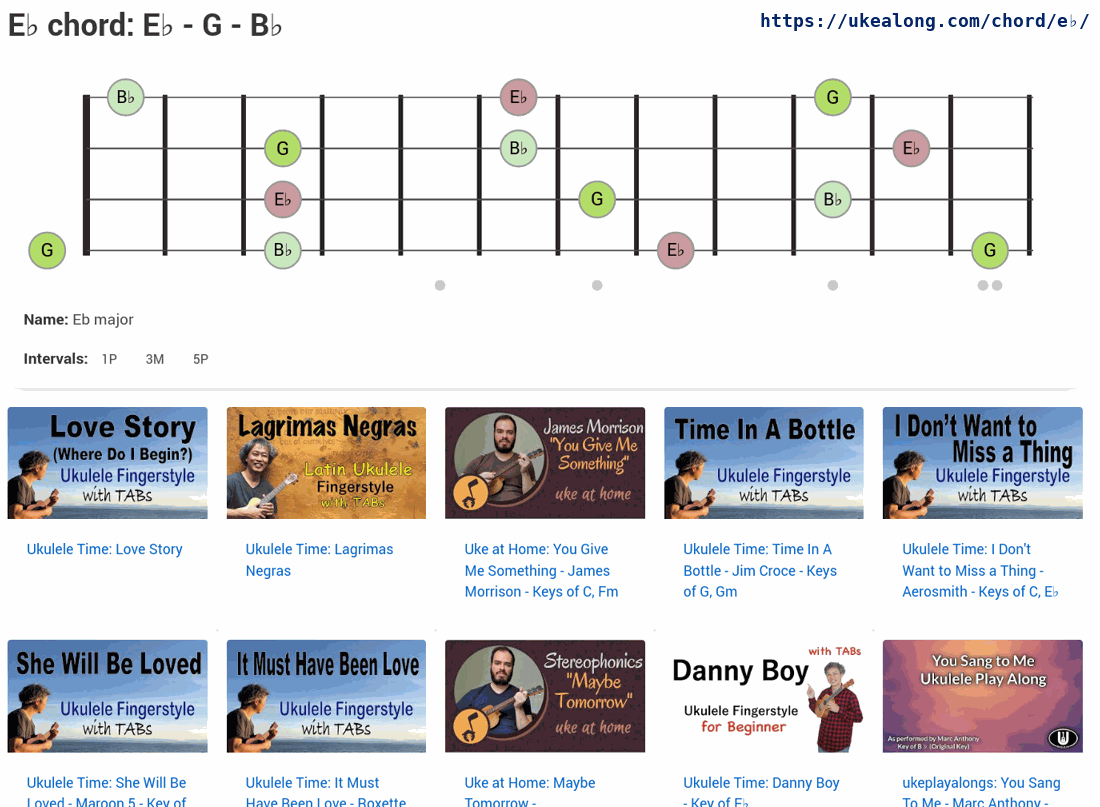 E♭ chord: E♭ - G - B♭
https://ukealong.com/chord/e♭/
B♭ E♭ G
G B♭ E♭
E♭ G B♭
G B♭ E♭ G
Name: Eb major
Intervals: 1P 3M 5P
Love Story
(Where Do I Begin?)
Ukulele Fingerstyle
with TABs
Lagrimas Negras
Latin Ukulele
Fingerstyle
with TABs
James Morrison
"You Give Me
Something"
uke at home
Time In A Bottle
Ukulele Fingerstyle
with TABs
I Don't Want to
Miss a Thing
Ukulele Fingerstyle
with TABs
Ukulele Time: Love Story
Ukulele Time: Lagrimas
Negras
Uke at Home: You Give
Me Something - James
Morrison - Keys of C, Fm
Ukulele Time: Time In A
Bottle - Jim Croce - Keys
of G, Gm
Ukulele Time: I Don't
Want to Miss a Thing -
Aerosmith - Keys of C, E♭
She Will Be Loved
Ukulele Fingerstyle
with TABs
It Must Have Been Love
Ukulele Fingerstyle
with TABs
Stereophonics
"Maybe
Tomorrow"
uke at home
with TABs
Danny Boy
Ukulele Fingerstyle
for Beginner
You Sang to Me
Ukulele Play Along
As performed by Marc Anthony
Key of B♭ (Original Key)
Ukulele Time: She Will Be
Loved - Maroon 5 - Key of
Ukulele Time: It Must
Have Been Love - Roxette
Uke at Home: Maybe
Tomorrow -
Ukulele Time: Danny Boy
- Key of E♭
ukeplayalongs: You Sang
To Me - Marc Anthony -